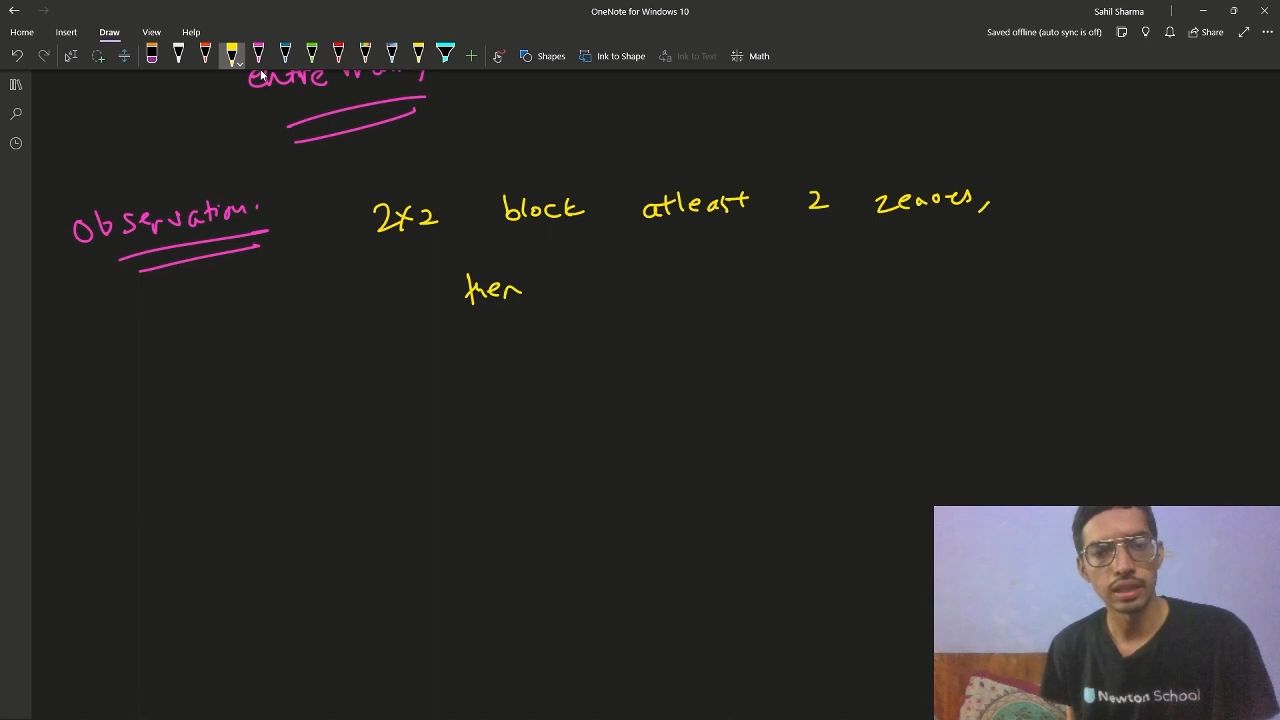 OneNote for Windows 10
Sahil Sharma
Home Insert Draw View Help
Saved offline (auto sync is off) Share
Shapes Ink to Shape Ink to Text Math
entire
Observation. 2x2 block atleast 2 zeroes,
then
Newton School